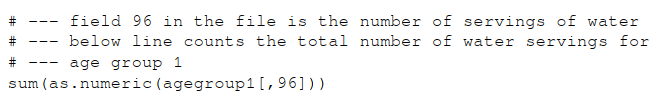 # --- field 96 in the file is the number of servings of water
# --- below line counts the total number of water servings for
# --- age group 1
sum(as.numeric(agegroup1[,96]))